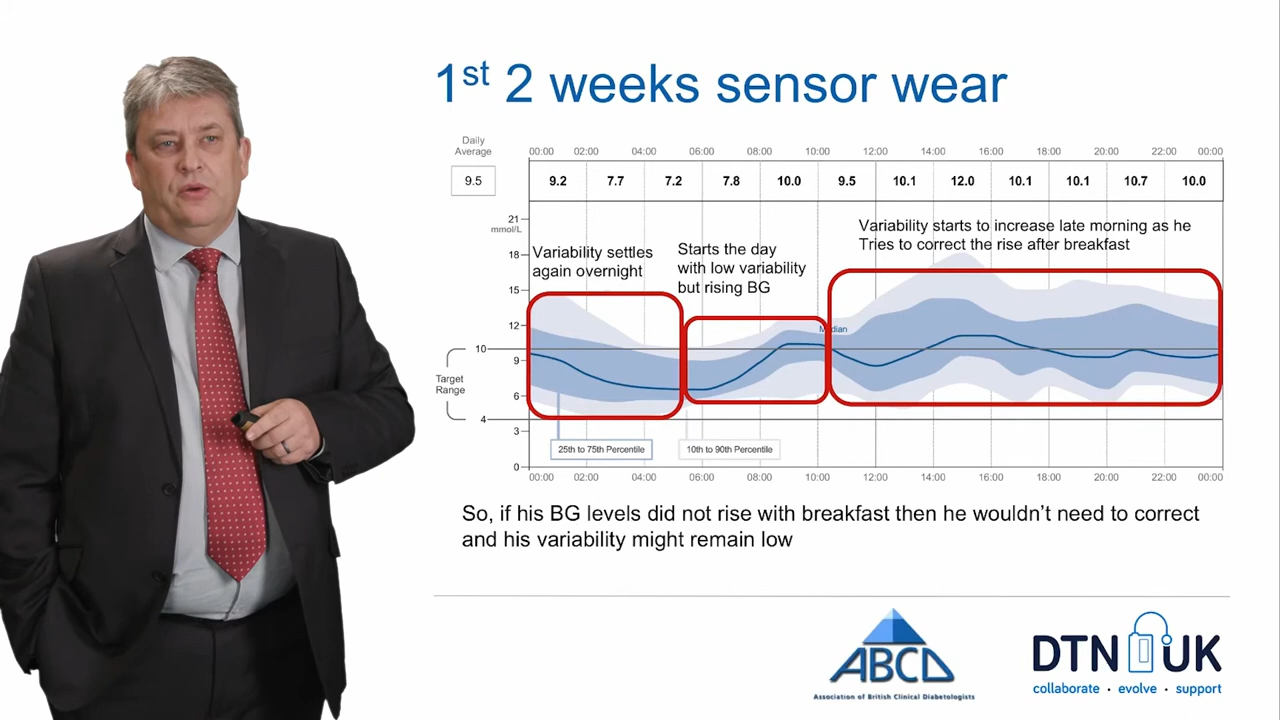 1st 2 weeks sensor wear
Daily
Average
00:00 02:00 04:00 06:00 08:00 10:00 12:00 14:00 16:00 18:00 20:00 22:00 00:00
9.5 9.2 7.7 7.2 7.8 10.0 9.5 10.1 12.0 10.1 10.1 10.7 10.0
21
mmol/L
18
15
12
10
9
6
4
3
0
Target
Range
Variability settles
again overnight
Starts the day
with low variability
but rising BG
Variability starts to increase late morning as he
Tries to correct the rise after breakfast
25th to 75th Percentile
10th to 90th Percentile
00:00 02:00 04:00 06:00 08:00 10:00 12:00 14:00 16:00 18:00 20:00 22:00 00:00
So, if his BG levels did not rise with breakfast then he wouldn't need to correct
and his variability might remain low
ABCD
Association of British Clinical Diabetologists
DTN UK
collaborate · evolve · support